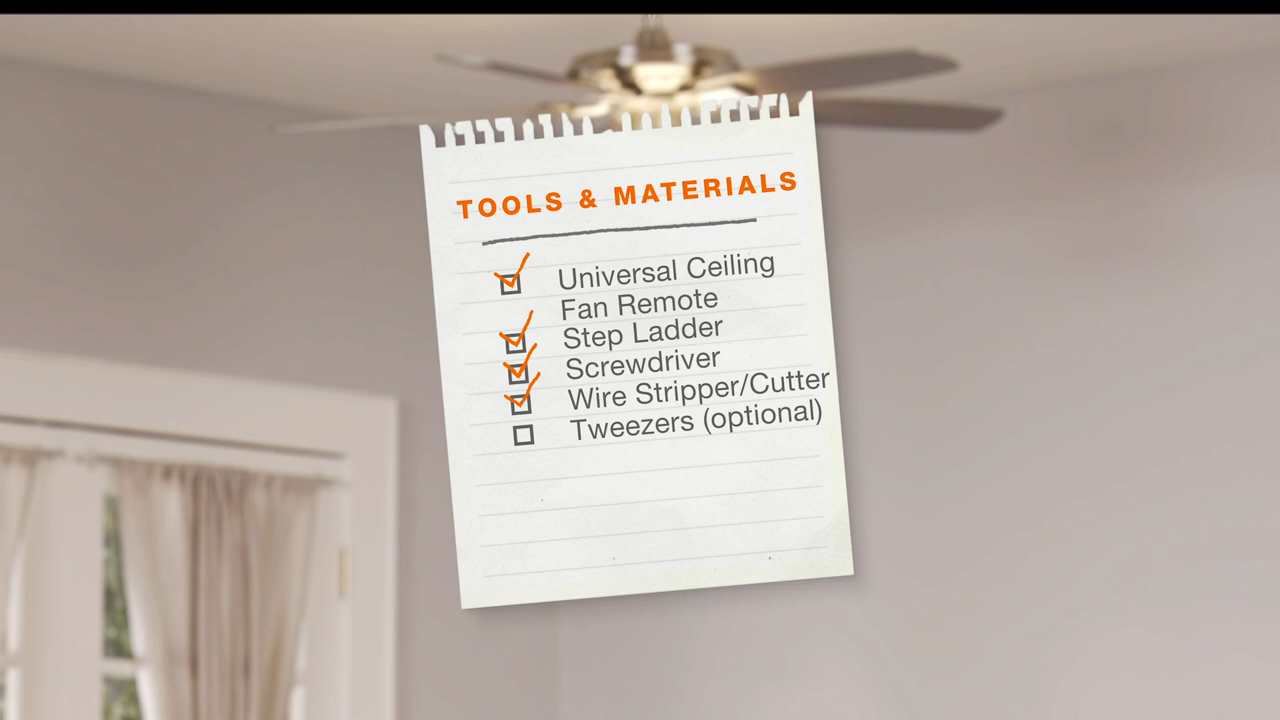 TOOLS & MATERIALS
Universal Ceiling
Fan Remote
Step Ladder
Screwdriver
Wire Stripper/Cutter
Tweezers (optional)